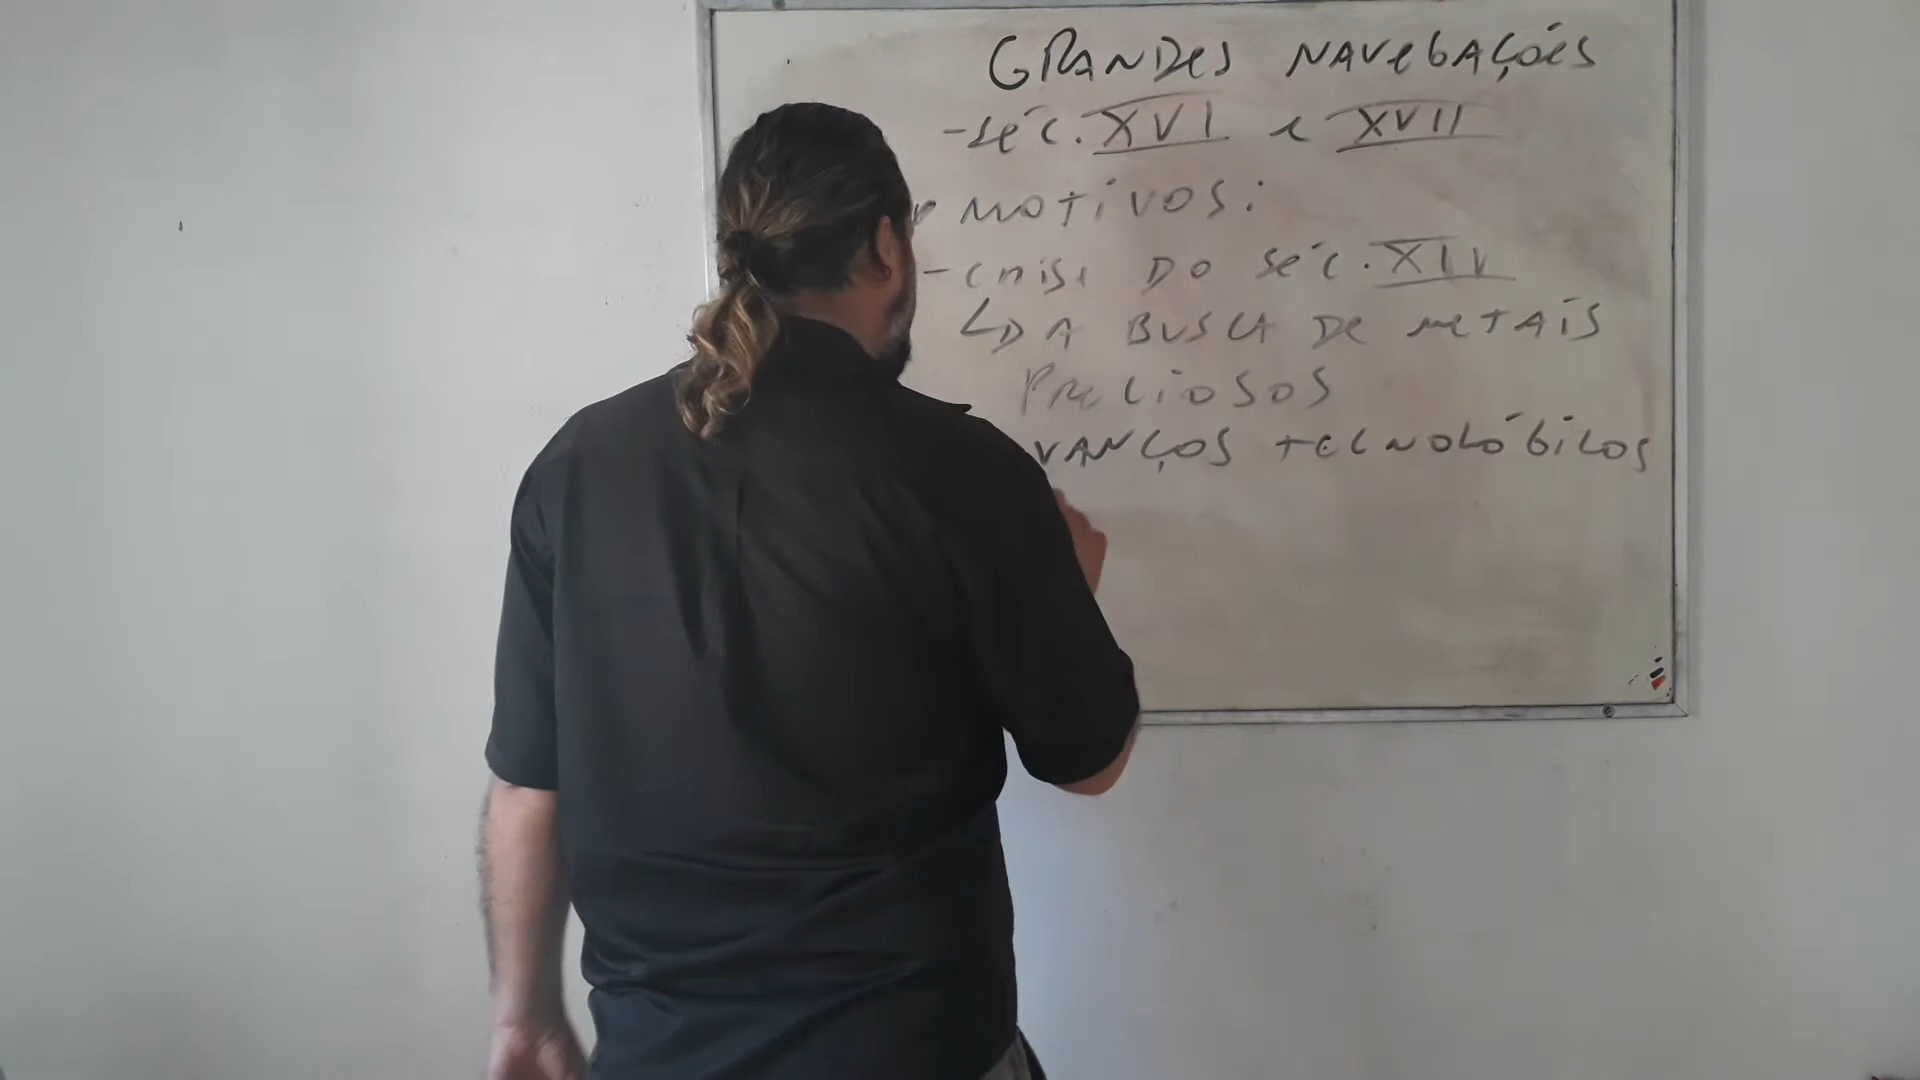 GRANDES NAVEGAÇÕES
-séc. XVI e XVII
MOTIVOS:
-CRISE DO SÉC. XIV
↳ A BUSCA DE METAIS
PRECIOSOS
VANÇOS TECNOLÓGICOS